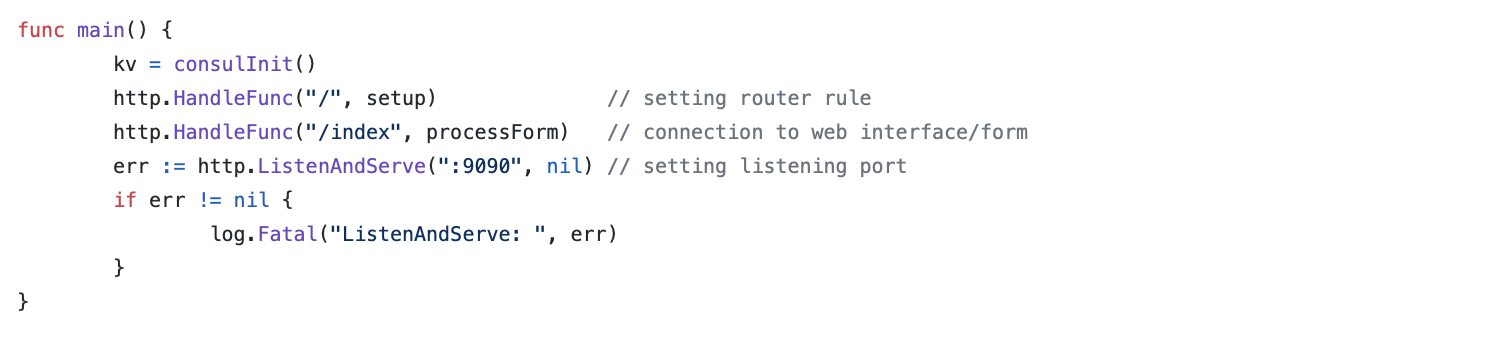 func main() {
        kv = consulInit()
        http.HandleFunc("/", setup)              // setting router rule
        http.HandleFunc("/index", processForm)   // connection to web interface/form
        err := http.ListenAndServe(":9090", nil) // setting listening port
        if err != nil {
                log.Fatal("ListenAndServe: ", err)
        }
}